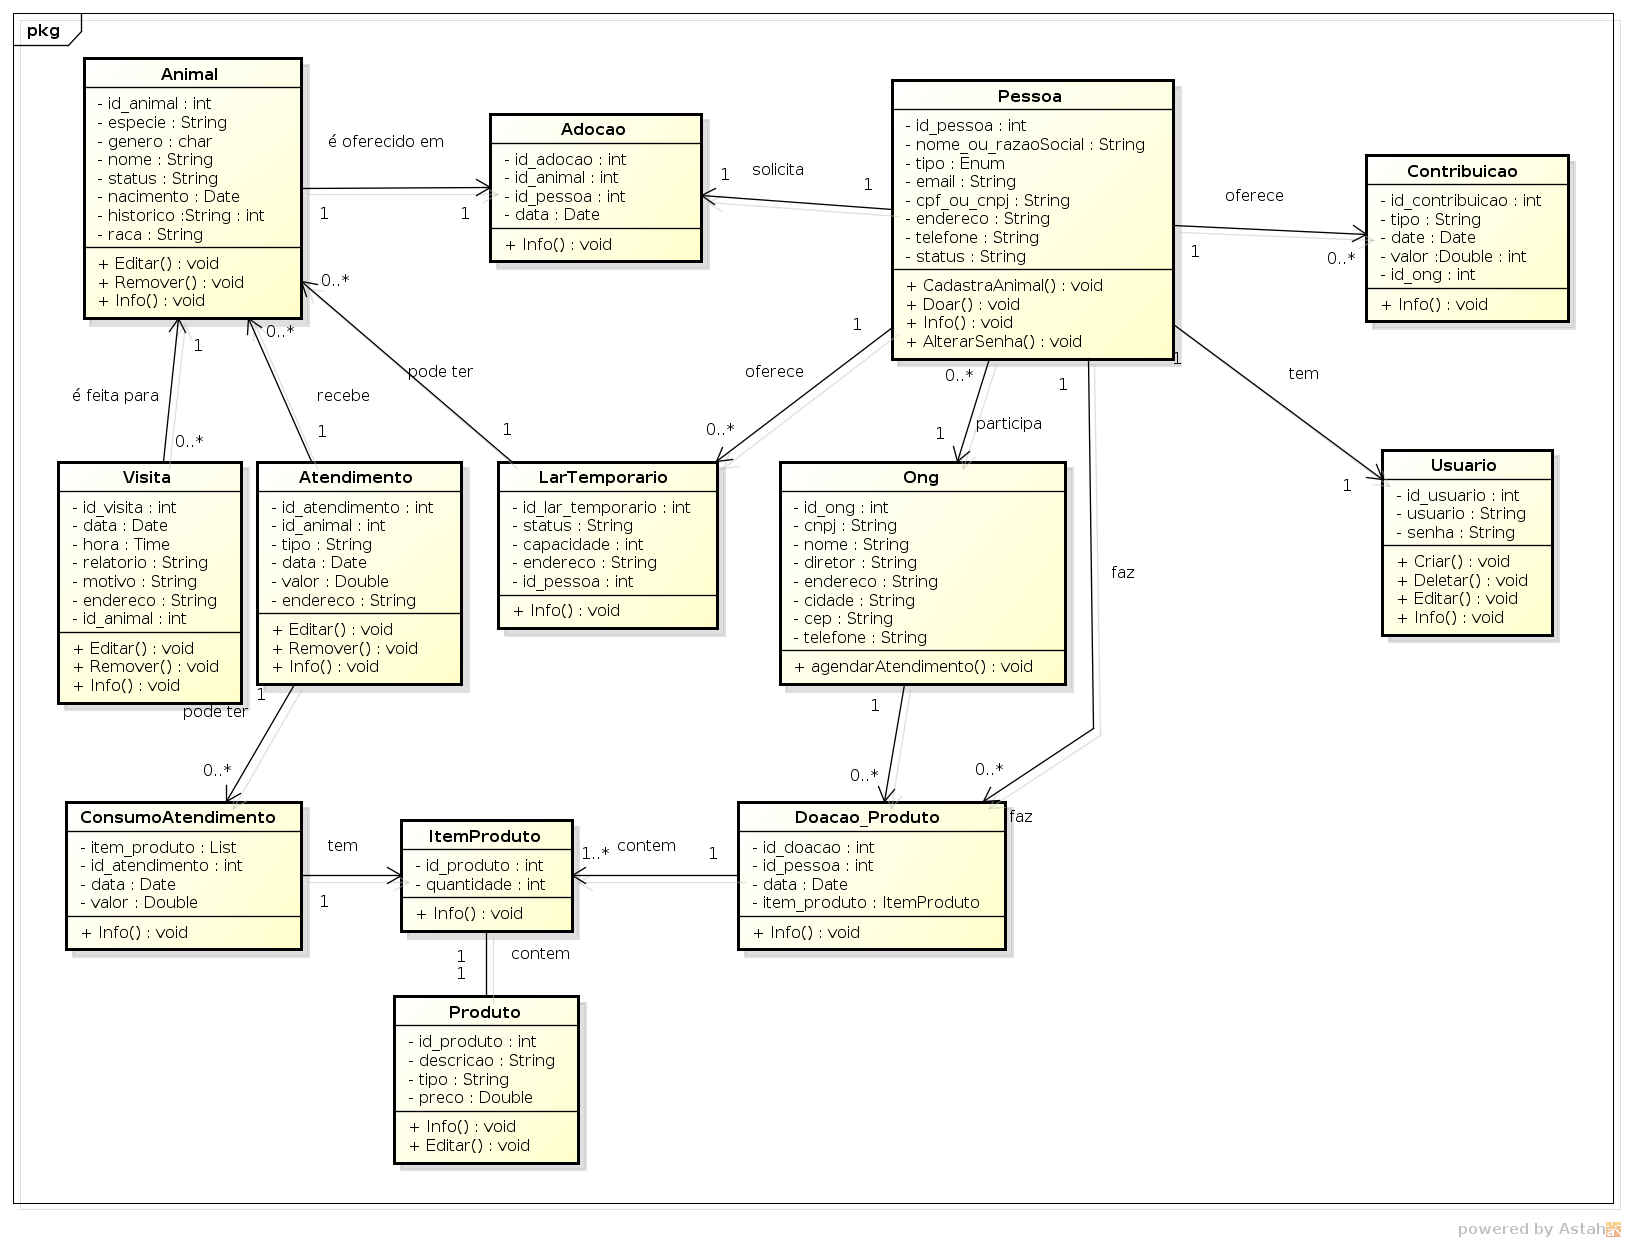 pkg
Animal
- id_animal : int
- especie : String
- genero : char
- nome : String
- status : String
- nacimento : Date
- historico :String : int
- raca : String
+ Editar() : void
+ Remover() : void
+ Info() : void
é oferecido em
1
1
Adocao
- id_adocao : int
- id_animal : int
- id_pessoa : int
- data : Date
+ Info() : void
1
solicita
1
Pessoa
- id_pessoa : int
- nome_ou_razaoSocial : String
- tipo : Enum
- email : String
- cpf_ou_cnpj : String
- endereco : String
- telefone : String
- status : String
+ CadastraAnimal() : void
+ Doar() : void
+ Info() : void
+ AlterarSenha() : void
oferece
1
0..*
Contribuicao
- id_contribuicao : int
- tipo : String
- date : Date
- valor :Double : int
- id_ong : int
+ Info() : void
1
é feita para
0..*
0..*
recebe
1
0..*
pode ter
1
1
oferece
0..*
0..*
participa
1
1
faz
0..*
faz
1
tem
1
Visita
- id_visita : int
- data : Date
- hora : Time
- relatorio : String
- motivo : String
- endereco : String
- id_animal : int
+ Editar() : void
+ Remover() : void
+ Info() : void
Atendimento
- id_atendimento : int
- id_animal : int
- tipo : String
- data : Date
- valor : Double
- endereco : String
+ Editar() : void
+ Remover() : void
+ Info() : void
LarTemporario
- id_lar_temporario : int
- status : String
- capacidade : int
- endereco : String
- id_pessoa : int
+ Info() : void
Ong
- id_ong : int
- cnpj : String
- nome : String
- diretor : String
- endereco : String
- cidade : String
- cep : String
- telefone : String
+ agendarAtendimento() : void
Usuario
- id_usuario : int
- usuario : String
- senha : String
+ Criar() : void
+ Deletar() : void
+ Editar() : void
+ Info() : void
1
pode ter
0..*
1
0..*
ConsumoAtendimento
- item_produto : List
- id_atendimento : int
- data : Date
- valor : Double
+ Info() : void
tem
1
ItemProduto
- id_produto : int
- quantidade : int
+ Info() : void
1..*
contem
1
Doacao_Produto
- id_doacao : int
- id_pessoa : int
- data : Date
- item_produto : ItemProduto
+ Info() : void
1
1
contem
Produto
- id_produto : int
- descricao : String
- tipo : String
- preco : Double
+ Info() : void
+ Editar() : void
powered by Astah